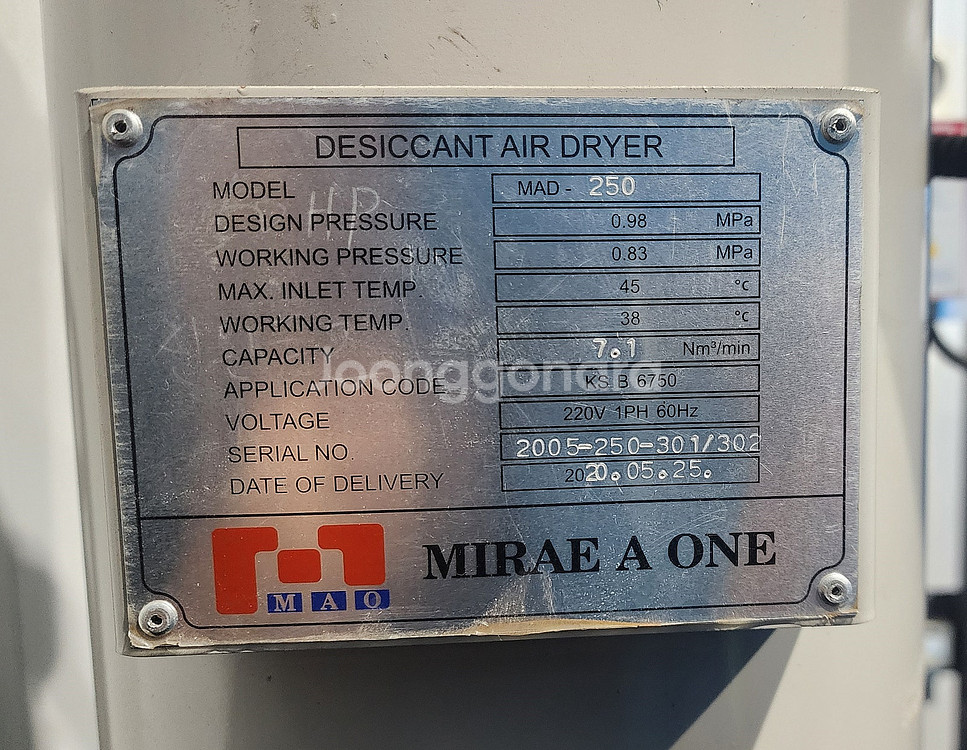 DESICCANT AIR DRYER
MODEL MAD - 250
DESIGN PRESSURE 0.98 MPa
WORKING PRESSURE 0.83 MPa
MAX. INLET TEMP. 45 °C
WORKING TEMP. 38 °C
CAPACITY 7.1 Nm³/min
APPLICATION CODE KS B 6750
VOLTAGE 220V 1PH 60Hz
SERIAL NO. 2005-250-301/302
DATE OF DELIVERY 2020.05.25.
MIRAE A ONE
MAO
HP
joonggonara